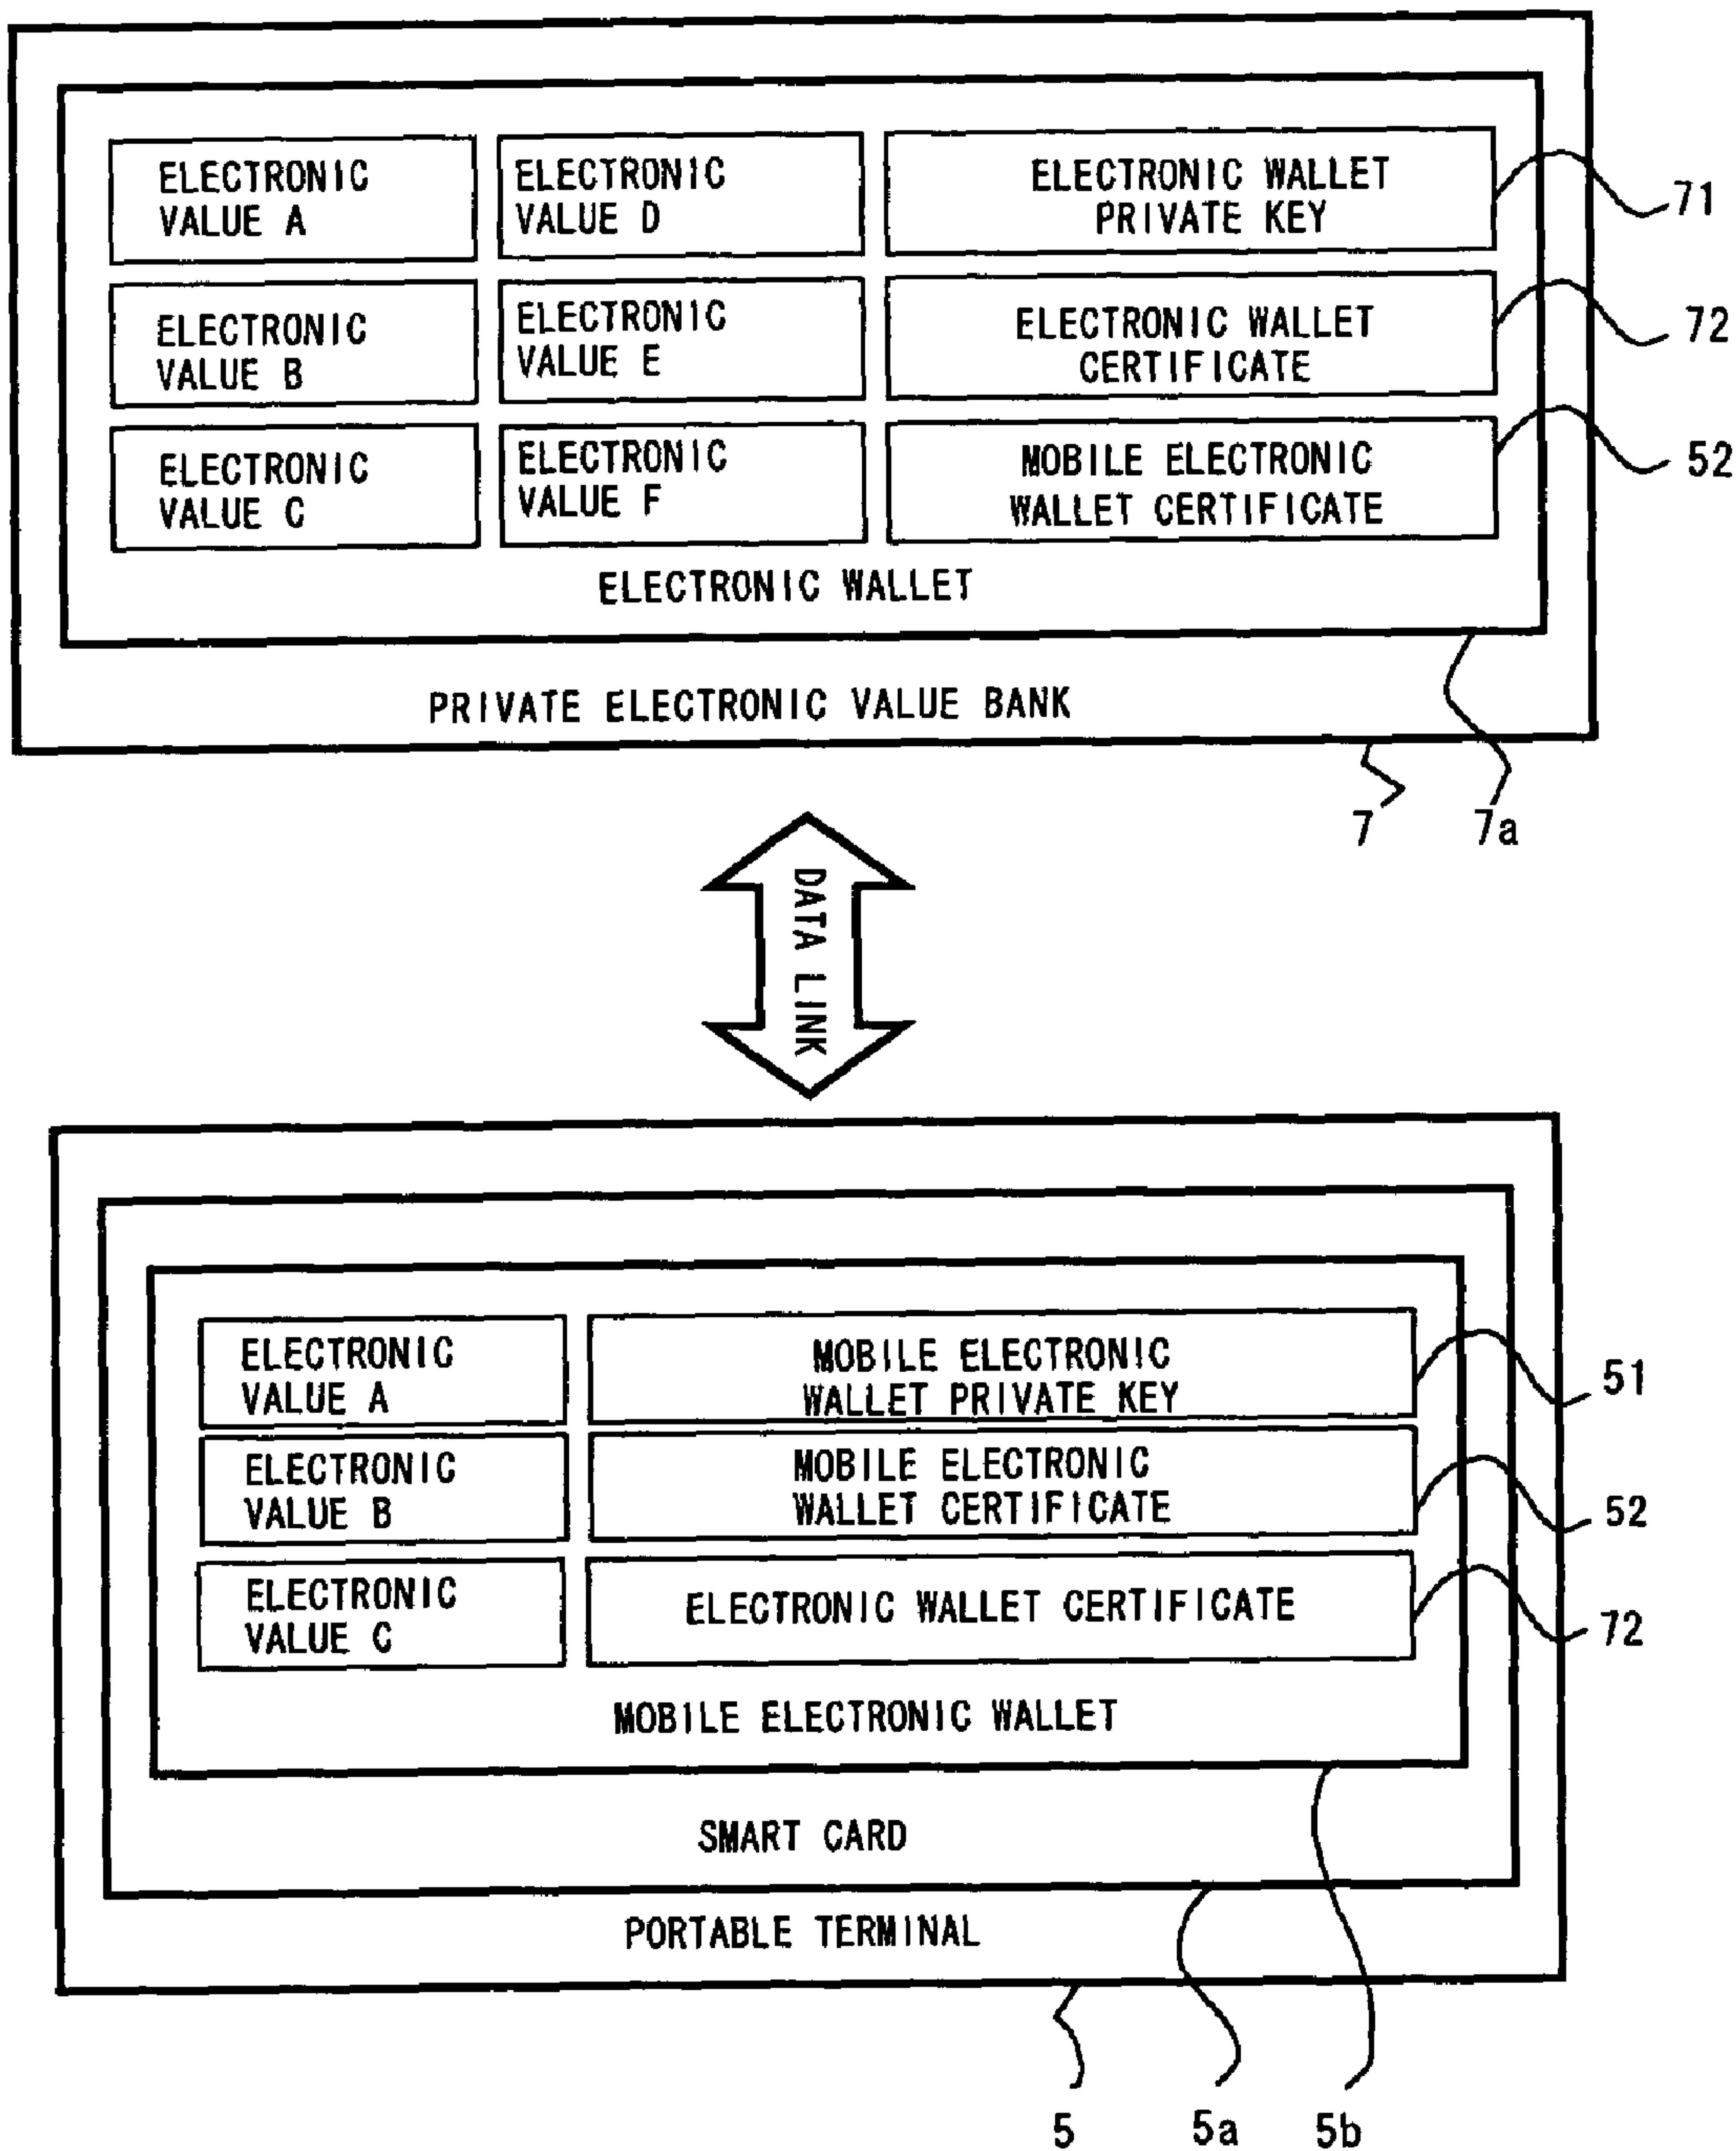 ELECTRONIC
VALUE A
ELECTRONIC
VALUE D
ELECTRONIC WALLET
PRIVATE KEY
71
ELECTRONIC
VALUE B
ELECTRONIC
VALUE E
ELECTRONIC WALLET
CERTIFICATE
72
ELECTRONIC
VALUE C
ELECTRONIC
VALUE F
MOBILE ELECTRONIC
WALLET CERTIFICATE
52
ELECTRONIC WALLET
PRIVATE ELECTRONIC VALUE BANK
7
7a
DATA LINK
ELECTRONIC
VALUE A
MOBILE ELECTRONIC
WALLET PRIVATE KEY
51
ELECTRONIC
VALUE B
MOBILE ELECTRONIC
WALLET CERTIFICATE
52
ELECTRONIC
VALUE C
ELECTRONIC WALLET CERTIFICATE
72
MOBILE ELECTRONIC WALLET
SMART CARD
PORTABLE TERMINAL
5
5a
5b